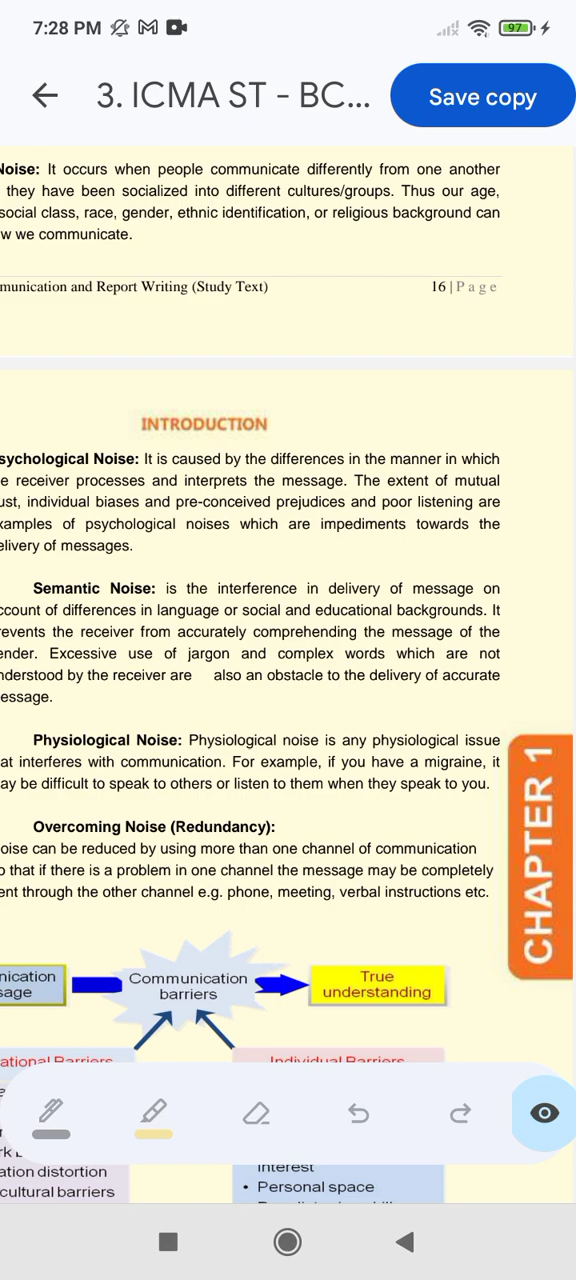 7:28 PM
97
3. ICMA ST - BC...
Save copy
Noise: It occurs when people communicate differently from one another
they have been socialized into different cultures/groups. Thus our age,
social class, race, gender, ethnic identification, or religious background can
w we communicate.
munication and Report Writing (Study Text)
16 | P a g e
INTRODUCTION
sychological Noise: It is caused by the differences in the manner in which
e receiver processes and interprets the message. The extent of mutual
ust, individual biases and pre-conceived prejudices and poor listening are
xamples of psychological noises which are impediments towards the
elivery of messages.
Semantic Noise: is the interference in delivery of message on
ccount of differences in language or social and educational backgrounds. It
revents the receiver from accurately comprehending the message of the
ender. Excessive use of jargon and complex words which are not
nderstood by the receiver are also an obstacle to the delivery of accurate
essage.
Physiological Noise: Physiological noise is any physiological issue
at interferes with communication. For example, if you have a migraine, it
ay be difficult to speak to others or listen to them when they speak to you.
CHAPTER 1
Overcoming Noise (Redundancy):
oise can be reduced by using more than one channel of communication
o that if there is a problem in one channel the message may be completely
ent through the other channel e.g. phone, meeting, verbal instructions etc.
nication
sage
Communication
barriers
True
understanding
ational Barriers
Individual Barriers
ation distortion
cultural barriers
interest
• Personal space